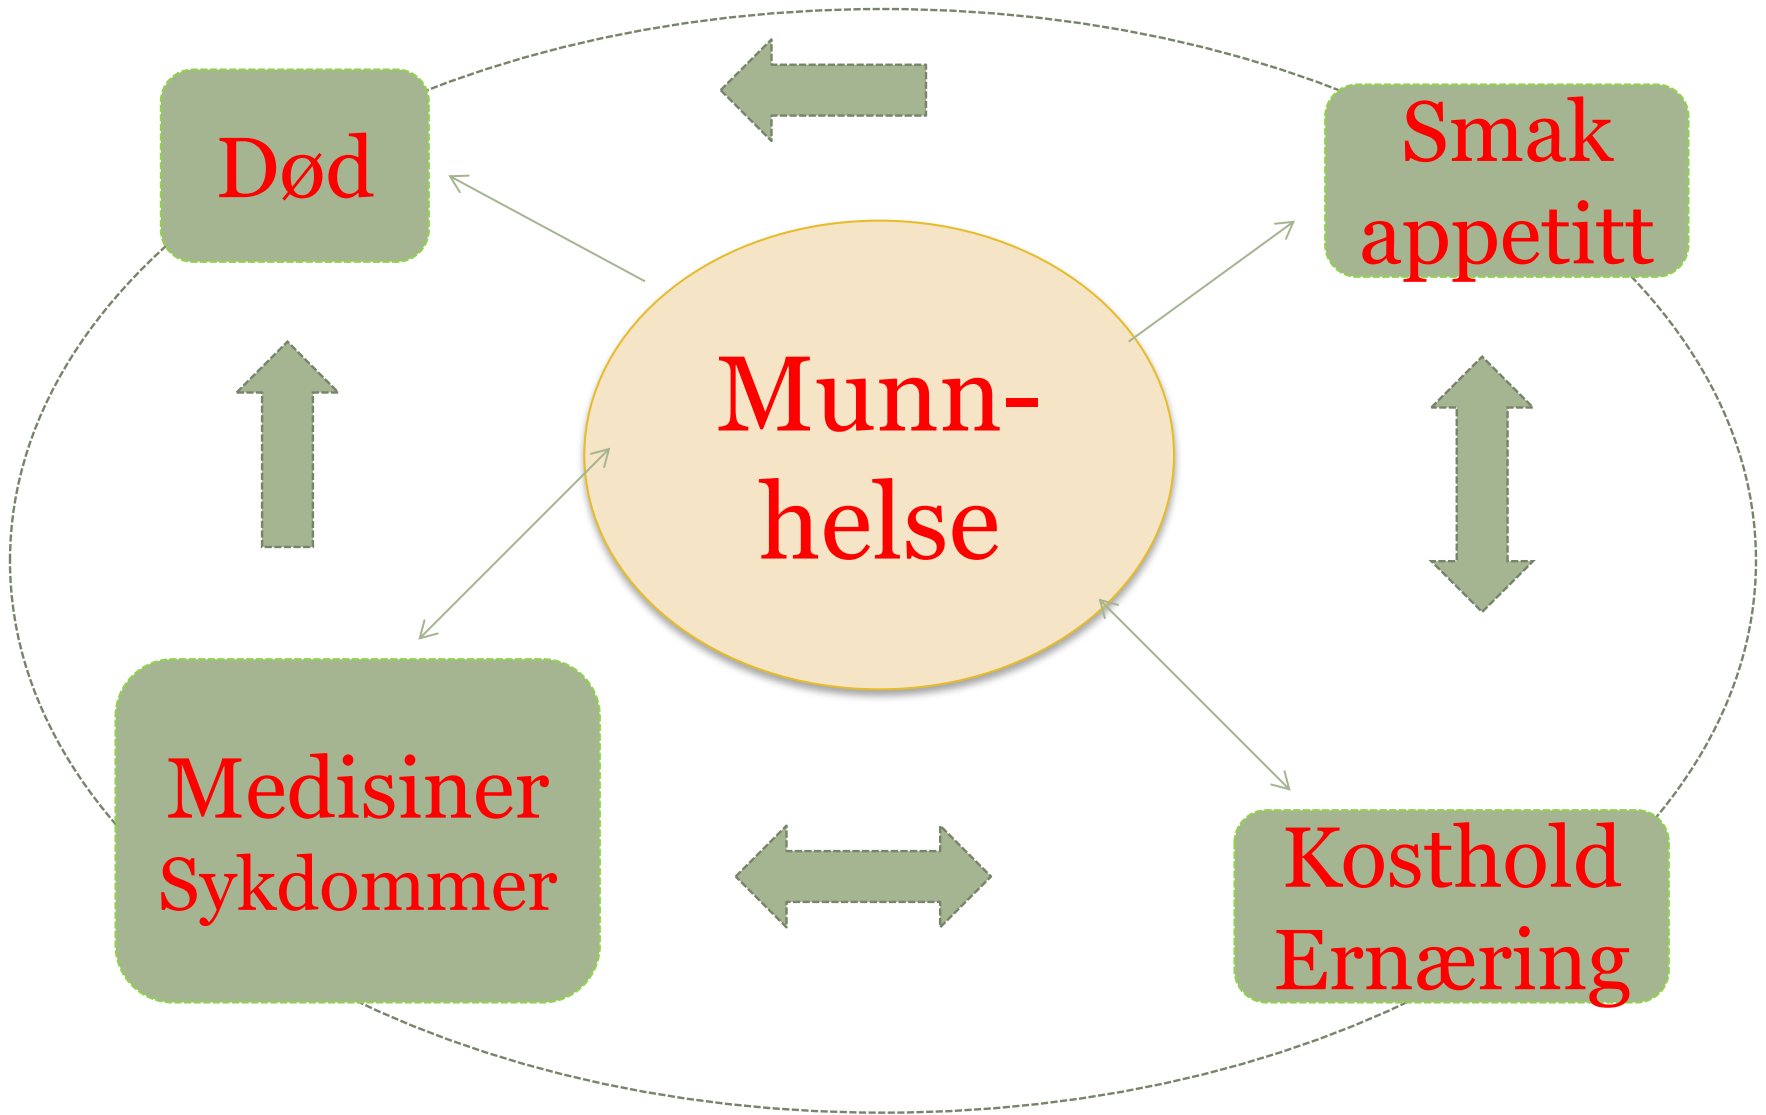 Død
Smak
appetitt
Munn-
helse
Medisiner
Sykdommer
Kosthold
Ernæring